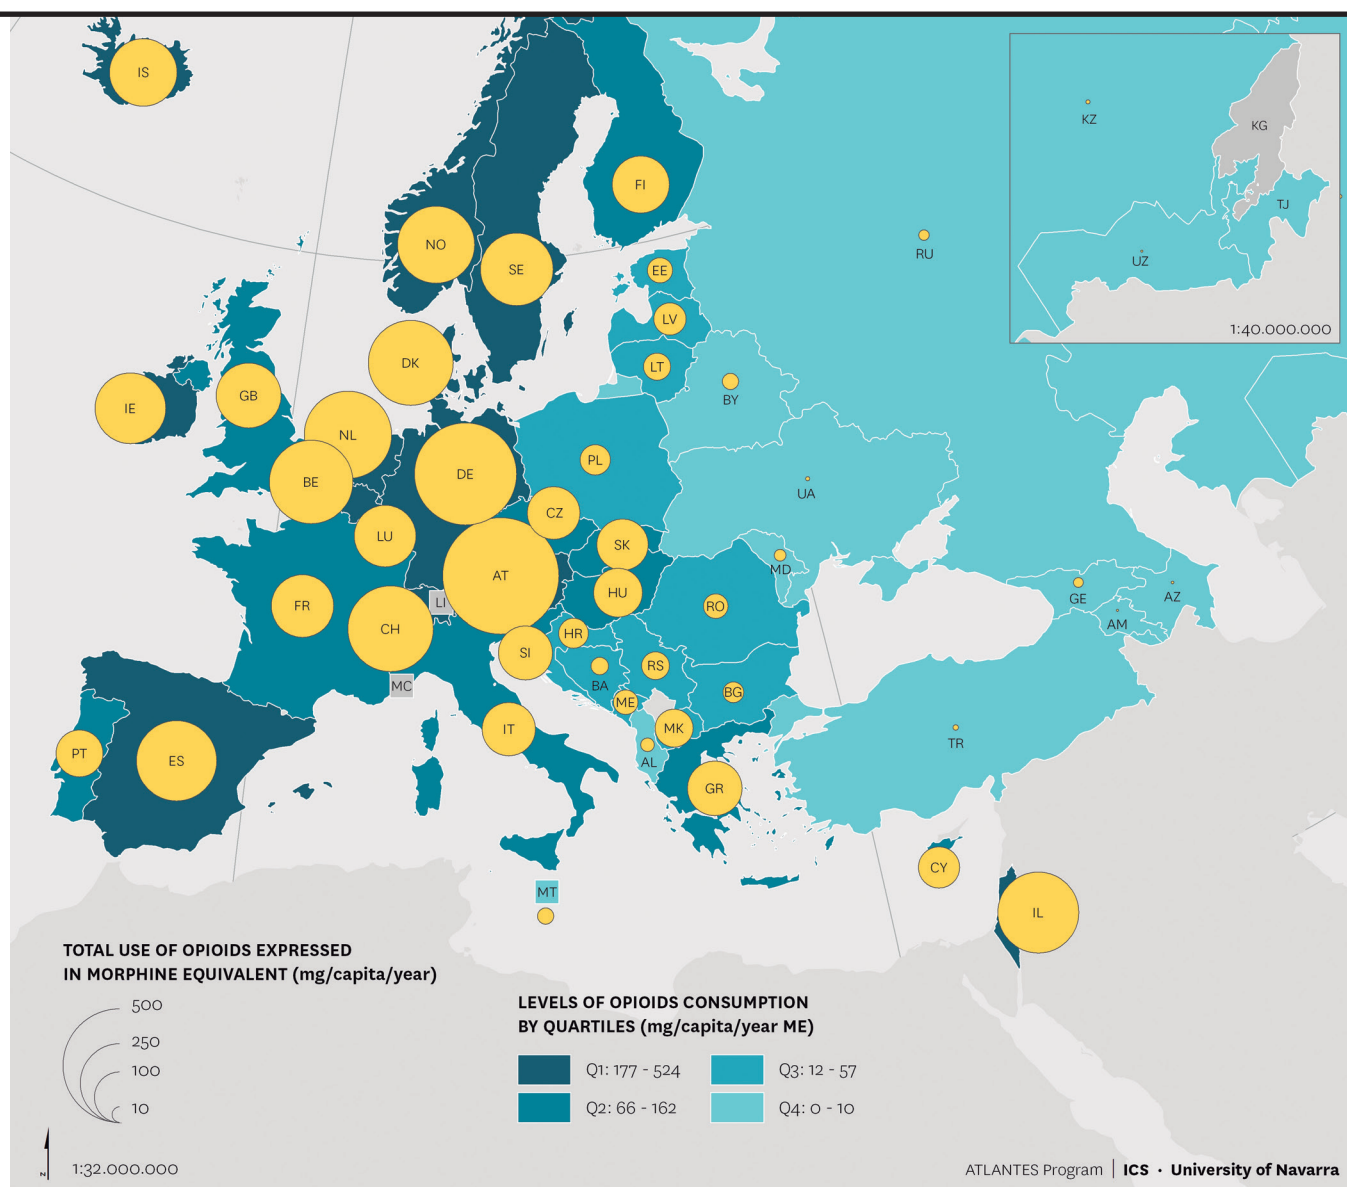 IS
KZ
KG
TJ
FI
NO
RU
SE
UZ
EE
LV
1:40.000.000
DK
LT
BY
GB
IE
NL
PL
DE
BE
UA
CZ
LU
SK
MD
AT
HU
GE
AZ
LI
FR
RO
AM
CH
HR
SI
RS
BA
MC
BG
ME
IT
MK
TR
PT
ES
AL
GR
CY
MT
IL
TOTAL USE OF OPIOIDS EXPRESSED
IN MORPHINE EQUIVALENT (mg/capita/year)
500
250
100
10
LEVELS OF OPIOIDS CONSUMPTION
BY QUARTILES (mg/capita/year ME)
Q1: 177 - 524
Q3: 12 - 57
Q2: 66 - 162
Q4: 0 - 10
N
1:32.000.000
ATLANTES Program | ICS · University of Navarra